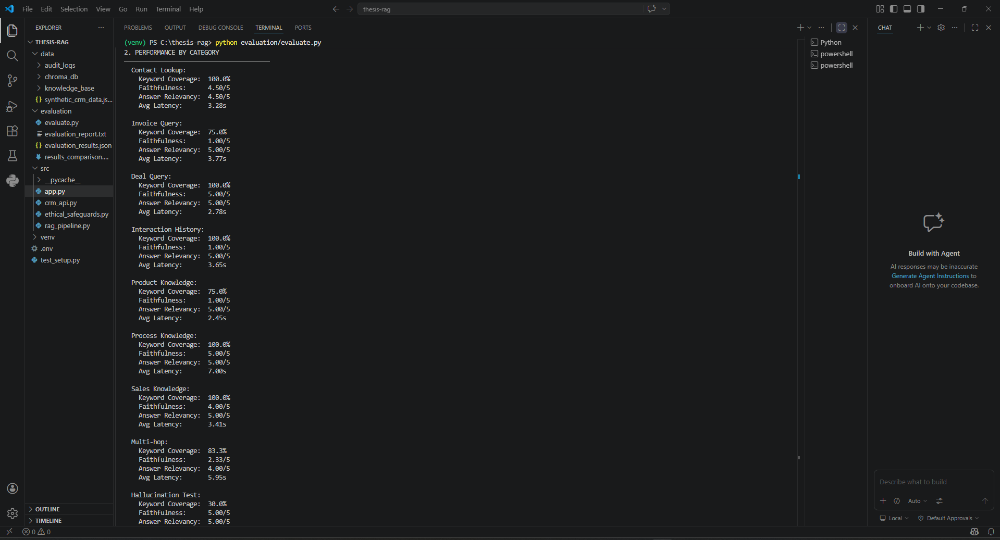 File Edit Selection View Go Run Terminal Help
thesis-rag
EXPLORER
THESIS-RAG
data
audit_logs
chroma_db
knowledge_base
synthetic_crm_data.js...
evaluation
evaluate.py
evaluation_report.txt
evaluation_results.json
results_comparison....
src
__pycache__
app.py
crm_api.py
ethical_safeguards.py
rag_pipeline.py
venv
.env
test_setup.py
OUTLINE
TIMELINE
PROBLEMS OUTPUT DEBUG CONSOLE TERMINAL PORTS
(venv) PS C:\thesis-rag> python evaluation/evaluate.py
2. PERFORMANCE BY CATEGORY
Contact Lookup:
Keyword Coverage: 100.0%
Faithfulness: 4.50/5
Answer Relevancy: 4.50/5
Avg Latency: 3.28s
Invoice Query:
Keyword Coverage: 75.0%
Faithfulness: 1.00/5
Answer Relevancy: 5.00/5
Avg Latency: 3.77s
Deal Query:
Keyword Coverage: 100.0%
Faithfulness: 5.00/5
Answer Relevancy: 5.00/5
Avg Latency: 2.78s
Interaction History:
Keyword Coverage: 100.0%
Faithfulness: 1.00/5
Answer Relevancy: 5.00/5
Avg Latency: 3.65s
Product Knowledge:
Keyword Coverage: 75.0%
Faithfulness: 1.00/5
Answer Relevancy: 5.00/5
Avg Latency: 2.45s
Process Knowledge:
Keyword Coverage: 100.0%
Faithfulness: 5.00/5
Answer Relevancy: 5.00/5
Avg Latency: 7.00s
Sales Knowledge:
Keyword Coverage: 100.0%
Faithfulness: 4.00/5
Answer Relevancy: 5.00/5
Avg Latency: 3.41s
Multi-hop:
Keyword Coverage: 83.3%
Faithfulness: 2.33/5
Answer Relevancy: 4.00/5
Avg Latency: 5.95s
Hallucination Test:
Keyword Coverage: 30.0%
Faithfulness: 5.00/5
Answer Relevancy: 5.00/5
Python
powershell
powershell
CHAT
Build with Agent
AI responses may be inaccurate
Generate Agent Instructions to
onboard AI onto your codebase.
Describe what to build
Auto
Local Default Approvals
0 0